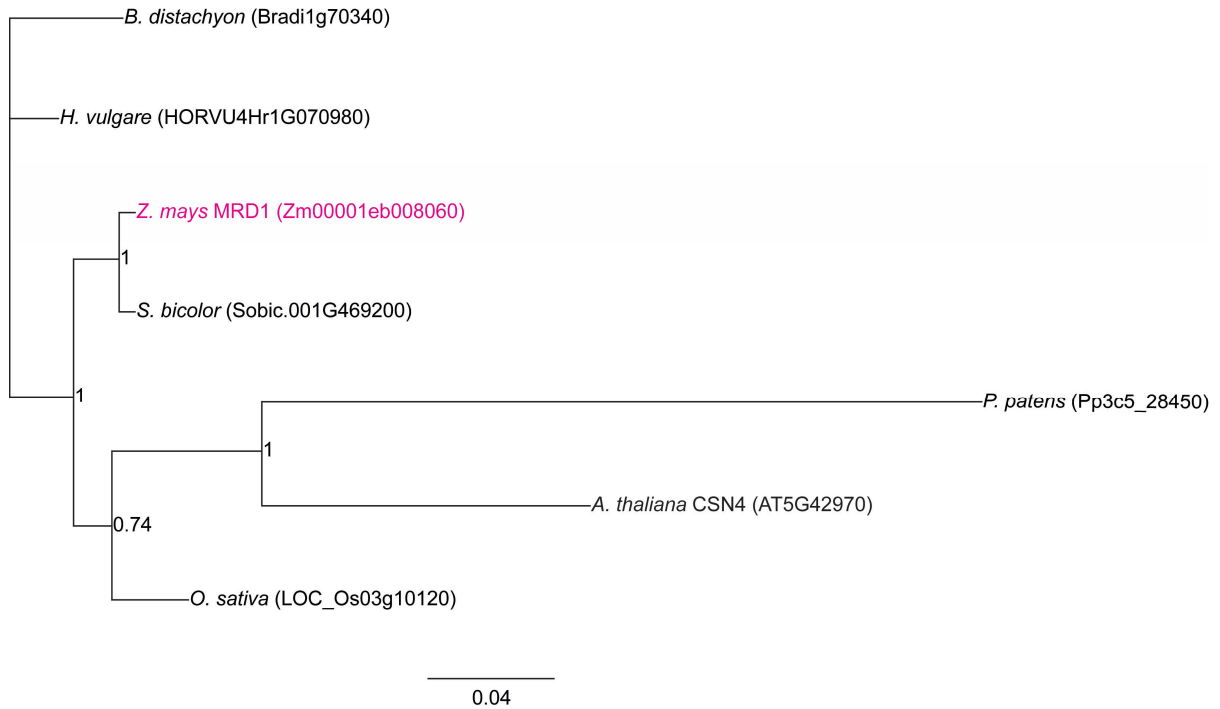 B. distachyon (Bradi1g70340)
H. vulgare (HORVU4Hr1G070980)
Z. mays MRD1 (Zm00001eb008060)
1
S. bicolor (Sobic.001G469200)
1
P. patens (Pp3c5_28450)
1
A. thaliana CSN4 (AT5G42970)
0.74
O. sativa (LOC_Os03g10120)
0.04